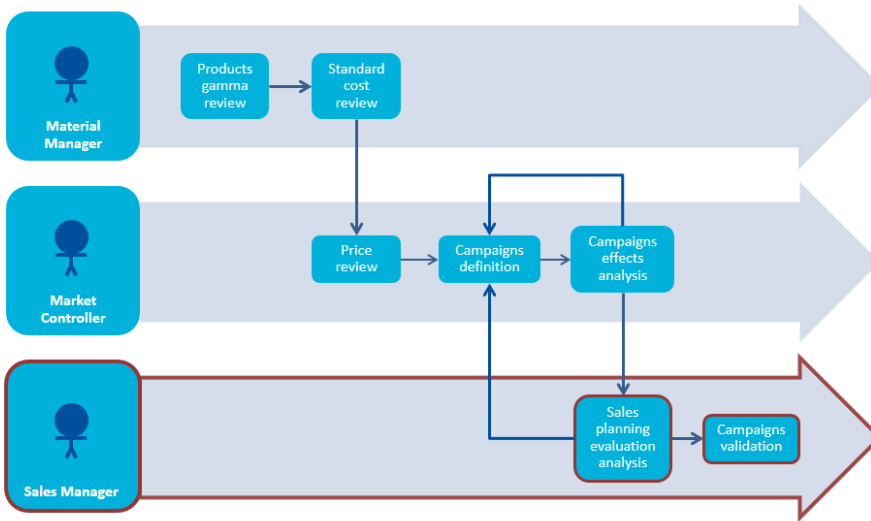 Material
Manager
Products
gamma
review
Standard
cost
review
Market
Controller
Price
review
Campaigns
definition
Campaigns
effects
analysis
Sales Manager
Sales
planning
evaluation
analysis
Campaigns
validation